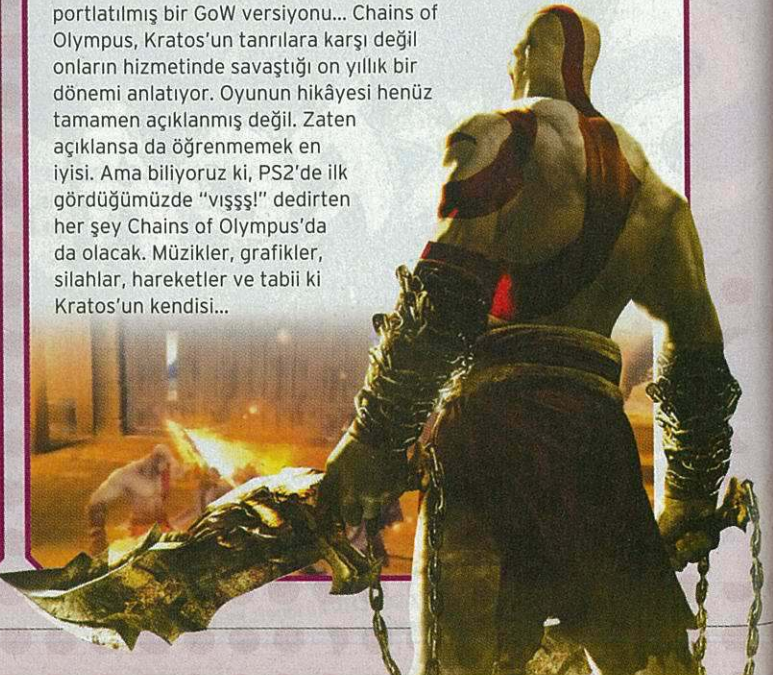 portlatılmış bir GoW versiyonu... Chains of
Olympus, Kratos'un tanrılara karşı değil
onların hizmetinde savaştığı on yıllık bir
dönemi anlatıyor. Oyunun hikâyesi henüz
tamamen açıklanmış değil. Zaten
açıklansa da öğrenmemek en
iyisi. Ama biliyoruz ki, PS2'de ilk
gördüğümüzde "vışşş!" dedirten
her şey Chains of Olympus'da
da olacak. Müzikler, grafikler,
silahlar, hareketler ve tabii ki
Kratos'un kendisi...